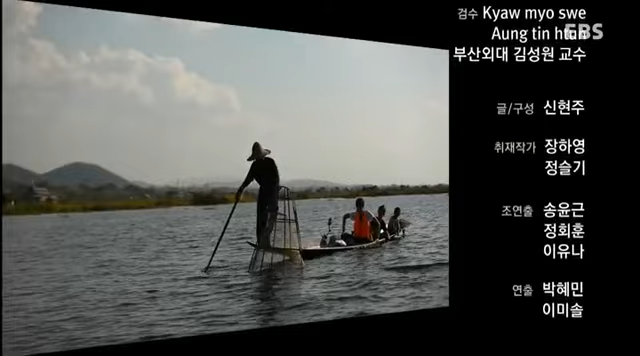 검수 Kyaw myo swe
Aung tin htun
EBS
부산외대 김성원 교수
글/구성 신현주
취재작가 장하영
정슬기
조연출 송윤근
정회훈
이유나
연출 박혜민
이미솔